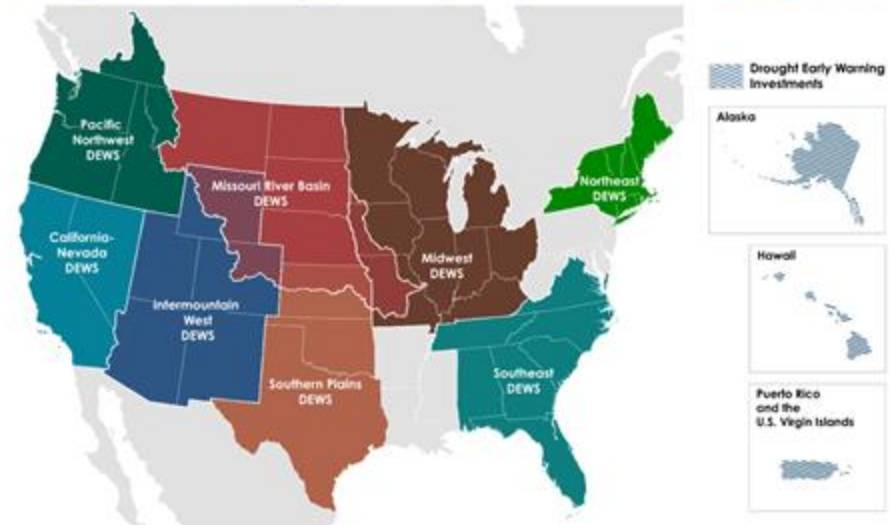 Pacific
Northwest
DEWS
Missouri River Basin
DEWS
Northeast
DEWS
California-
Nevada
DEWS
Midwest
DEWS
Intermountain
West
DEWS
Southeast
DEWS
Southern Plains
DEWS
Drought Early Warning
Investments
Alaska
Hawaii
Puerto Rico
and the
U.S. Virgin Islands